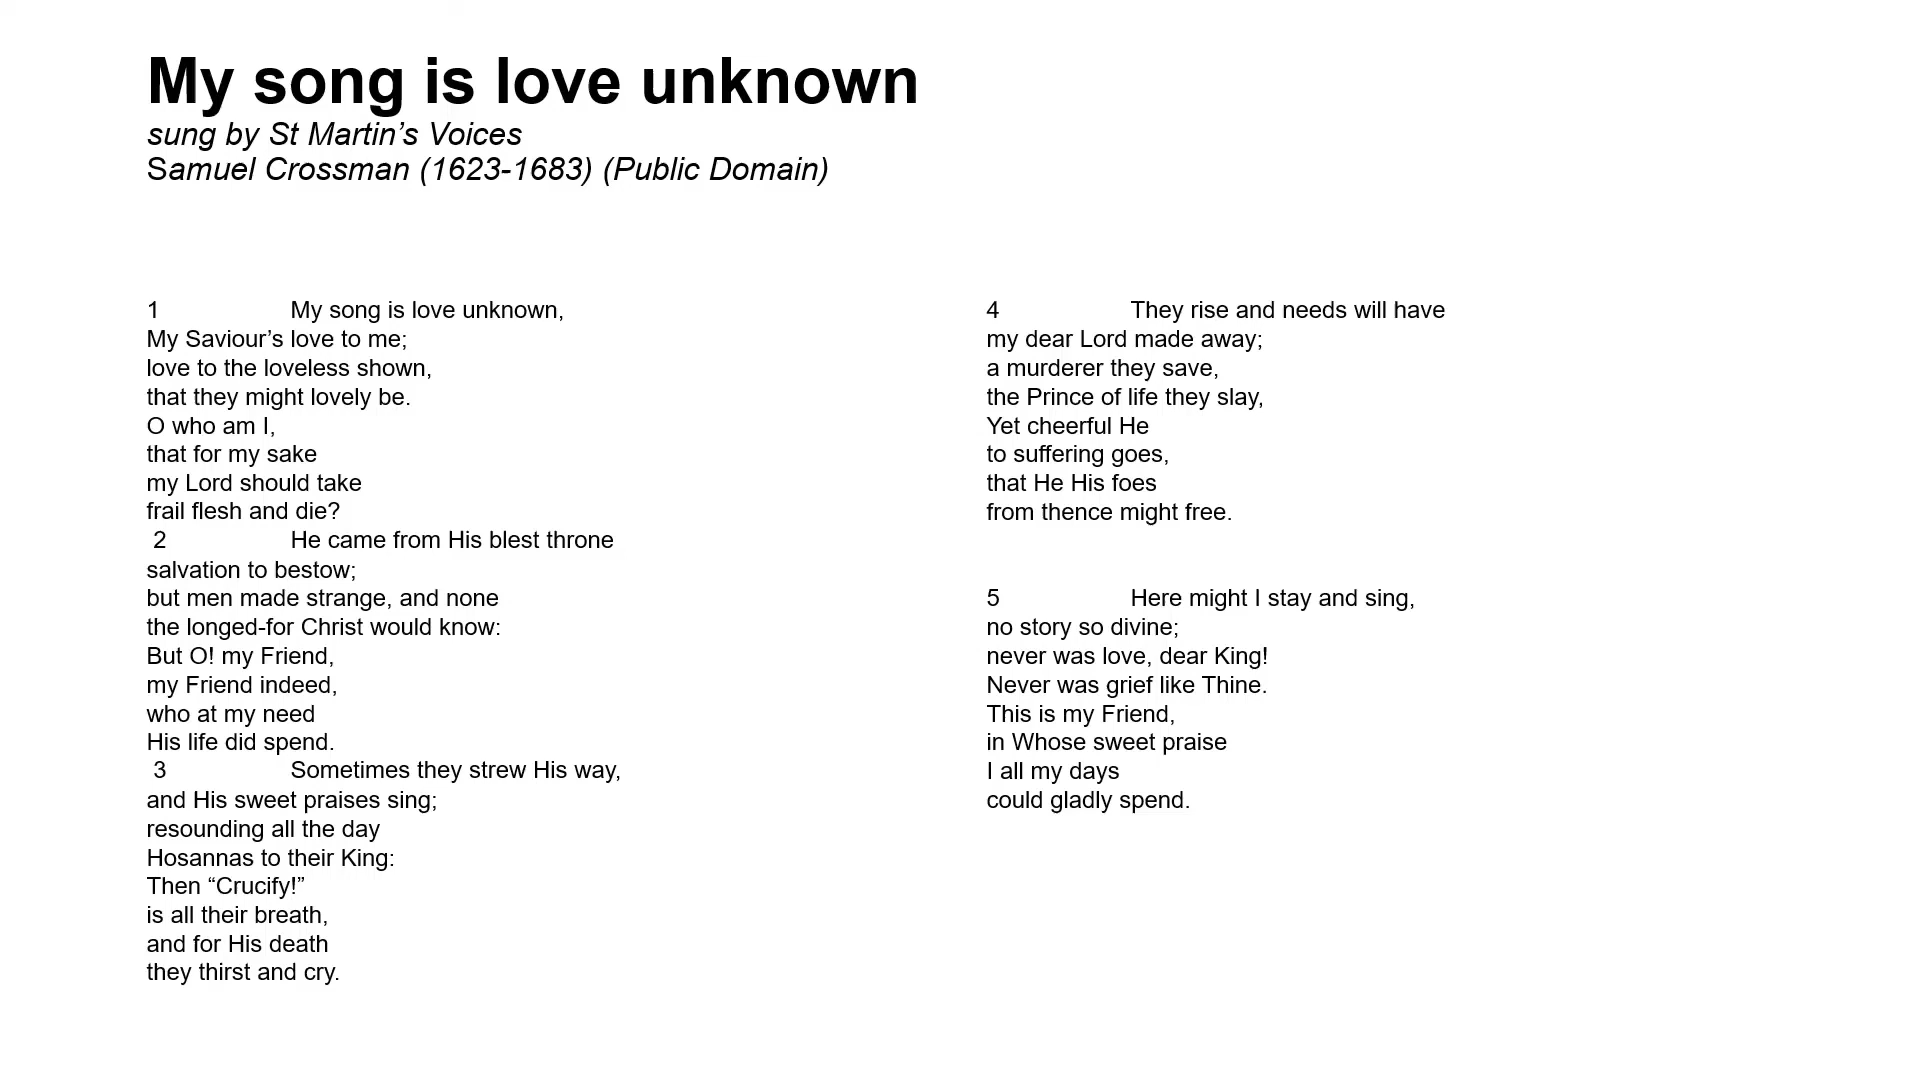 My song is love unknown
sung by St Martin’s Voices
Samuel Crossman (1623-1683) (Public Domain)
1 My song is love unknown,
My Saviour’s love to me;
love to the loveless shown,
that they might lovely be.
O who am I,
that for my sake
my Lord should take
frail flesh and die?
2 He came from His blest throne
salvation to bestow;
but men made strange, and none
the longed-for Christ would know:
But O! my Friend,
my Friend indeed,
who at my need
His life did spend.
3 Sometimes they strew His way,
and His sweet praises sing;
resounding all the day
Hosannas to their King:
Then “Crucify!”
is all their breath,
and for His death
they thirst and cry.
4 They rise and needs will have
my dear Lord made away;
a murderer they save,
the Prince of life they slay,
Yet cheerful He
to suffering goes,
that He His foes
from thence might free.
5 Here might I stay and sing,
no story so divine;
never was love, dear King!
Never was grief like Thine.
This is my Friend,
in Whose sweet praise
I all my days
could gladly spend.